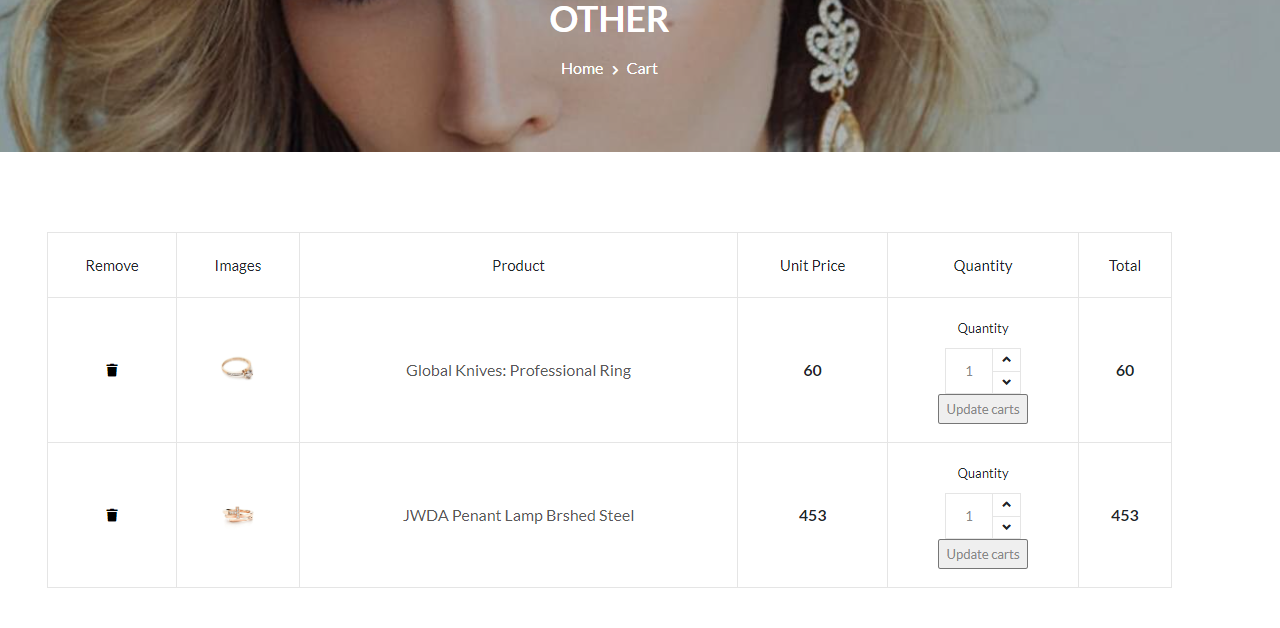 OTHER
Home > Cart
Remove Images Product Unit Price Quantity Total
Quantity
Global Knives: Professional Ring 60 1 60
Update carts
Quantity
JWDA Penant Lamp Brshed Steel 453 1 453
Update carts